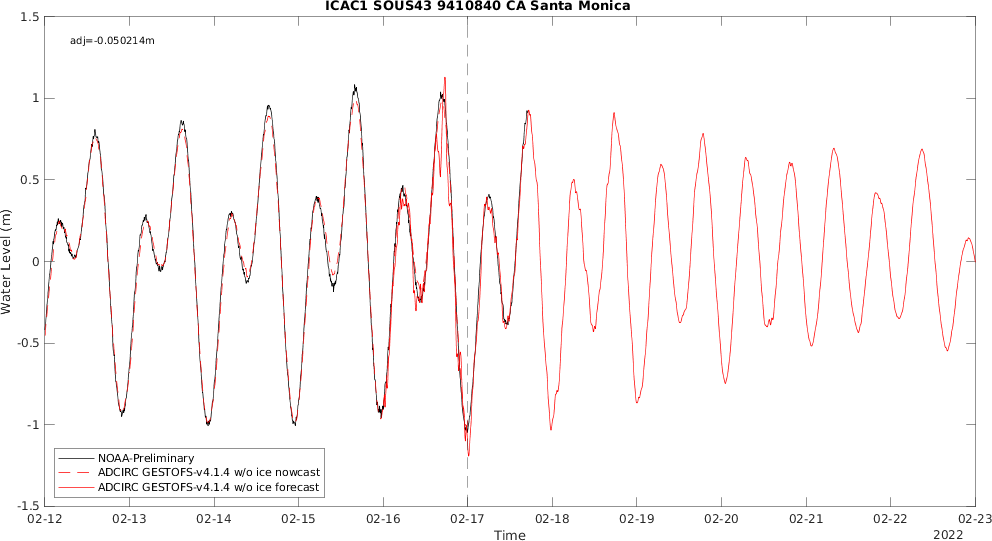 ICAC1 SOUS43 9410840 CA Santa Monica
adj=-0.050214m
1.5
1
0.5
0
-0.5
-1
-1.5
Water Level (m)
NOAA-Preliminary
ADCIRC GESTOFS-v4.1.4 w/o ice nowcast
ADCIRC GESTOFS-v4.1.4 w/o ice forecast
02-12 02-13 02-14 02-15 02-16 02-17 02-18 02-19 02-20 02-21 02-22 02-23
Time
2022